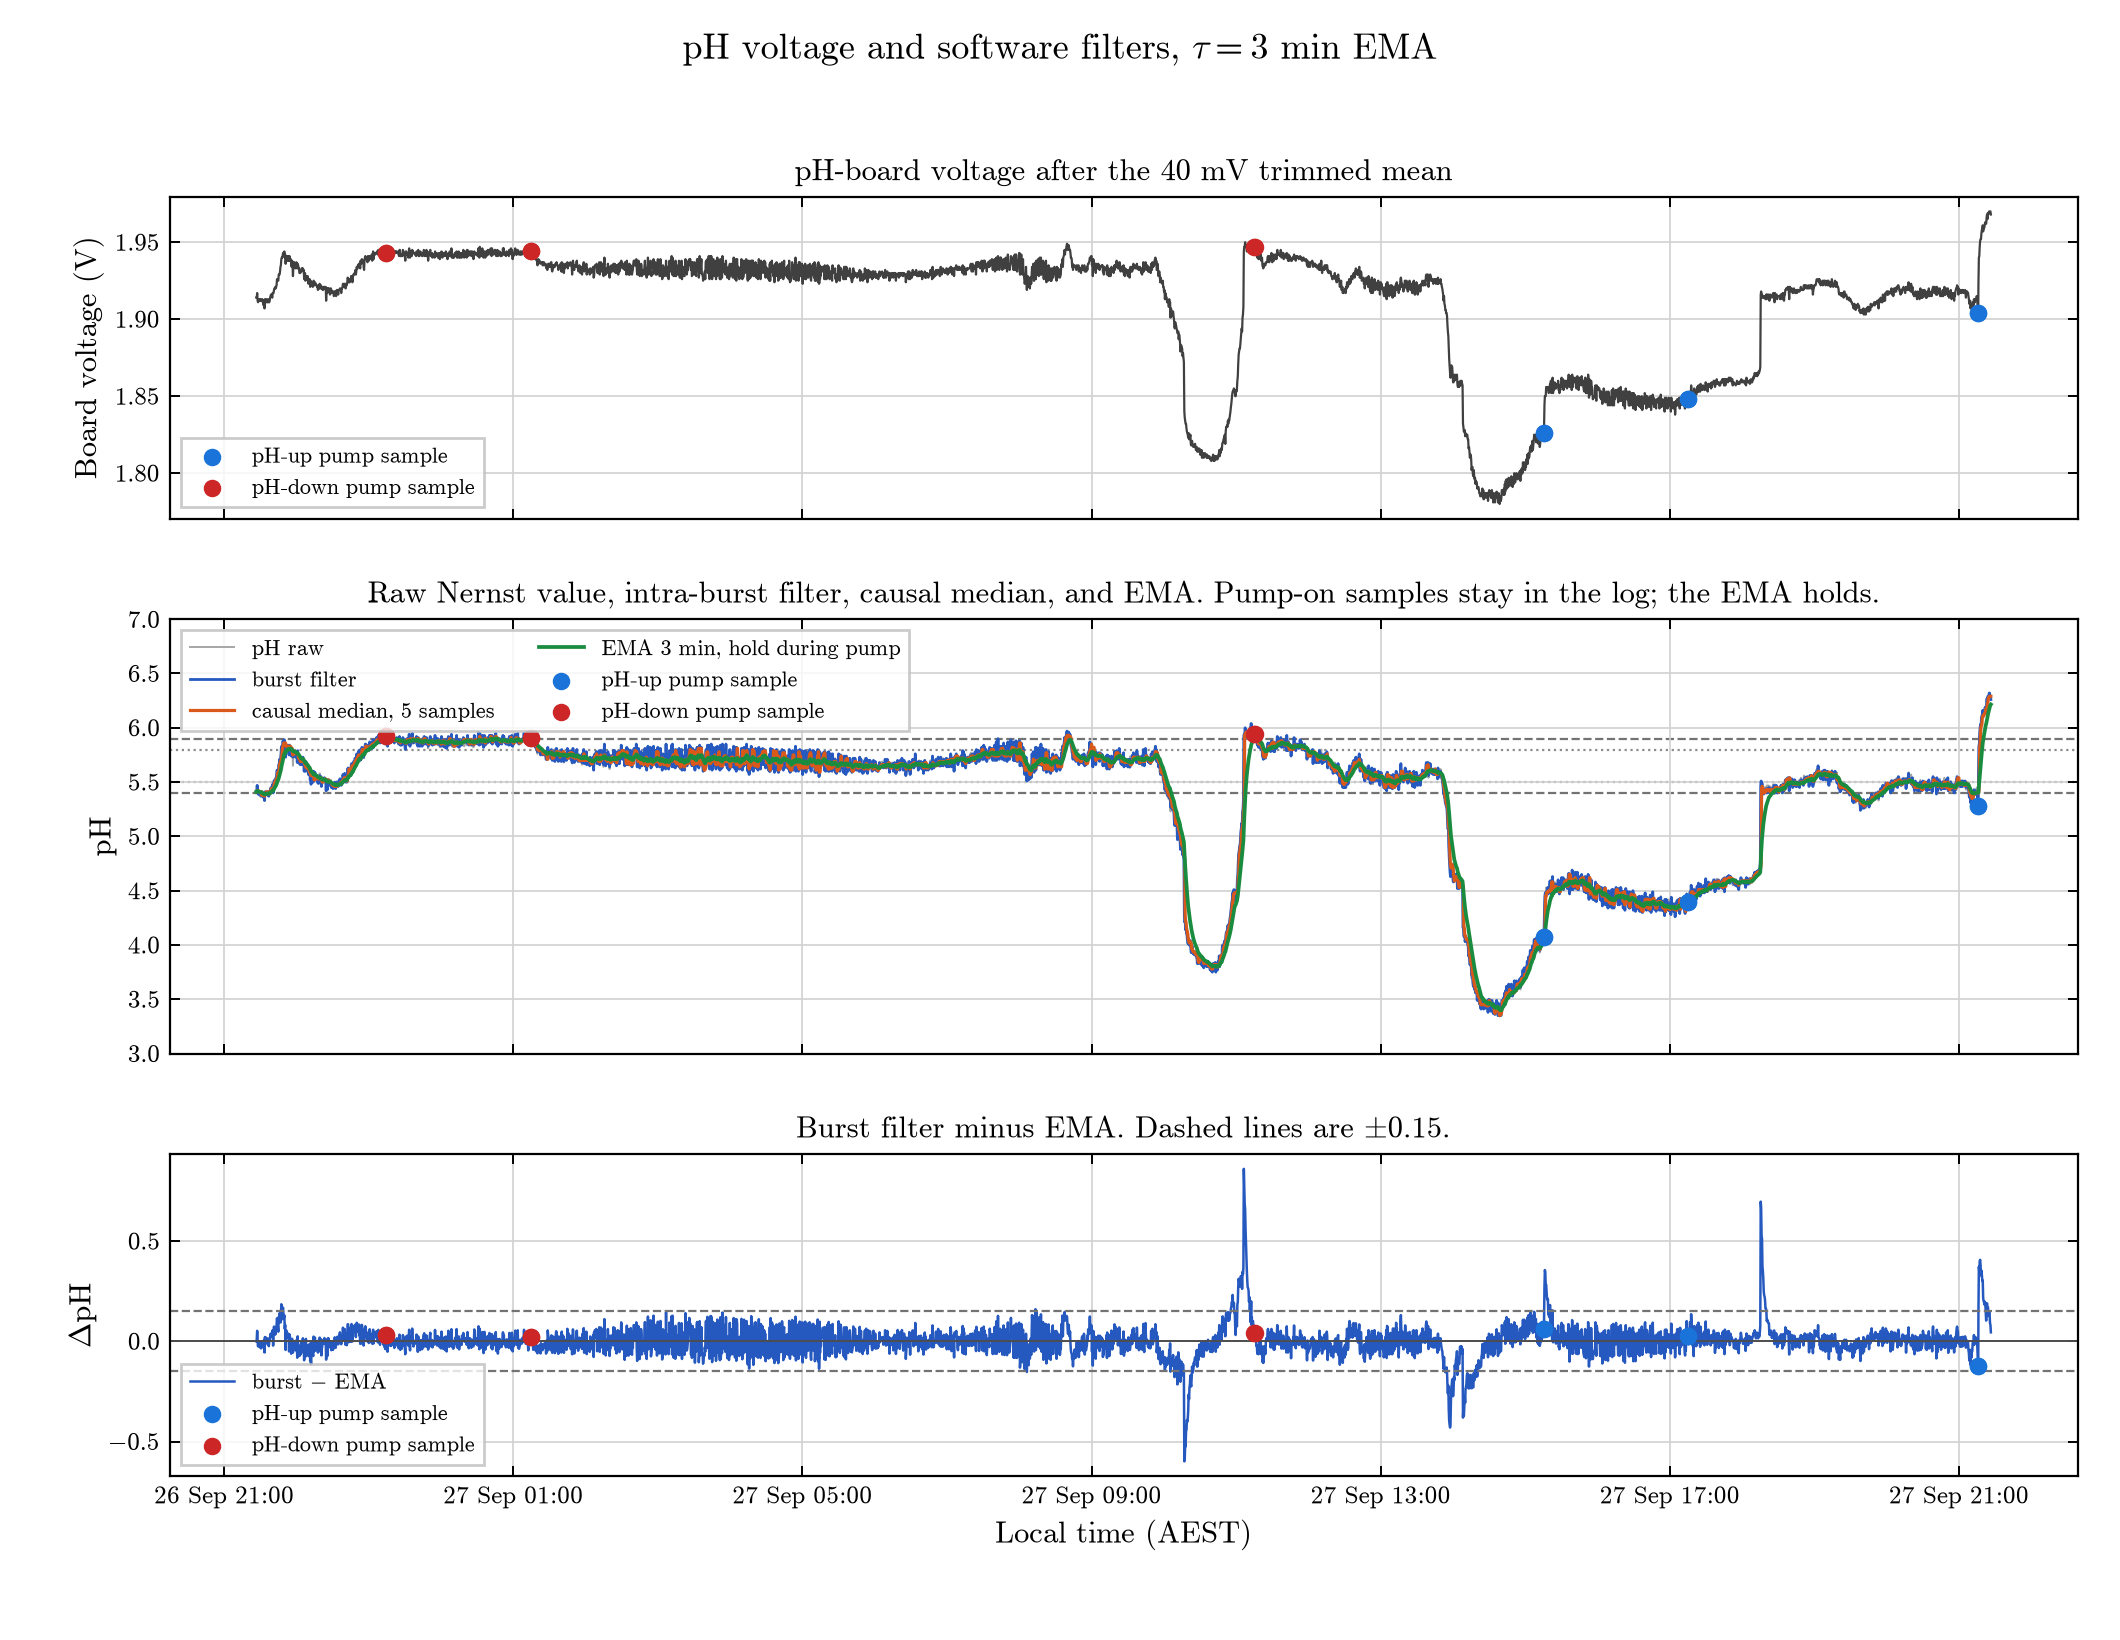 pH voltage and software filters, τ = 3 min EMA
pH-board voltage after the 40 mV trimmed mean
Board voltage (V)
1.95
1.90
1.85
1.80
pH-up pump sample
pH-down pump sample
Raw Nernst value, intra-burst filter, causal median, and EMA. Pump-on samples stay in the log; the EMA holds.
pH
7.0
6.5
6.0
5.5
5.0
4.5
4.0
3.5
3.0
pH raw
burst filter
causal median, 5 samples
EMA 3 min, hold during pump
pH-up pump sample
pH-down pump sample
Burst filter minus EMA. Dashed lines are ±0.15.
ΔpH
0.5
0.0
−0.5
burst − EMA
pH-up pump sample
pH-down pump sample
26 Sep 21:00 27 Sep 01:00 27 Sep 05:00 27 Sep 09:00 27 Sep 13:00 27 Sep 17:00 27 Sep 21:00
Local time (AEST)